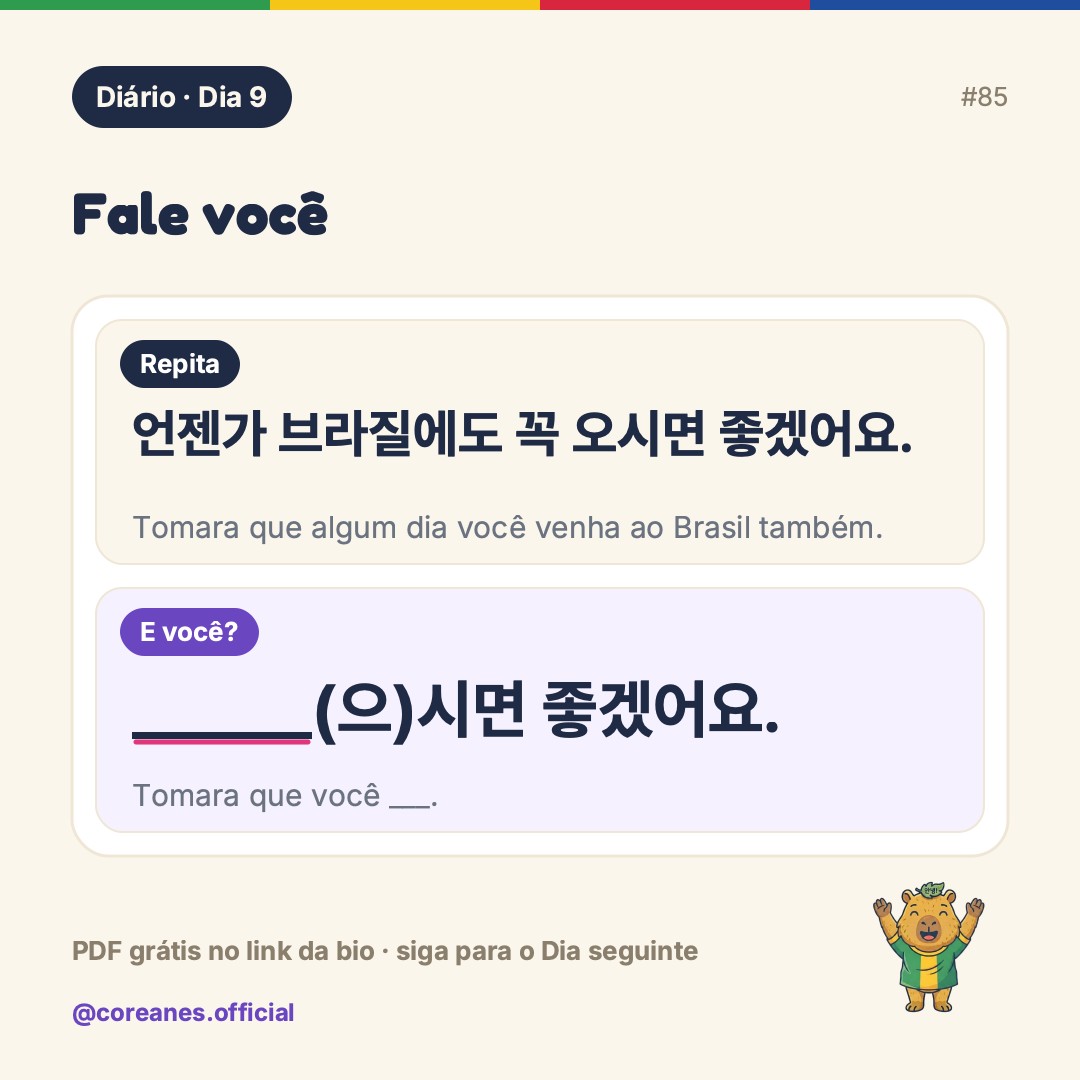 Diário · Dia 9
#85
Fale você
Repita
언젠가 브라질에도 꼭 오시면 좋겠어요.
Tomara que algum dia você venha ao Brasil também.
E você?
______(으)시면 좋겠어요.
Tomara que você ___.
PDF grátis no link da bio · siga para o Dia seguinte
@coreanes.official